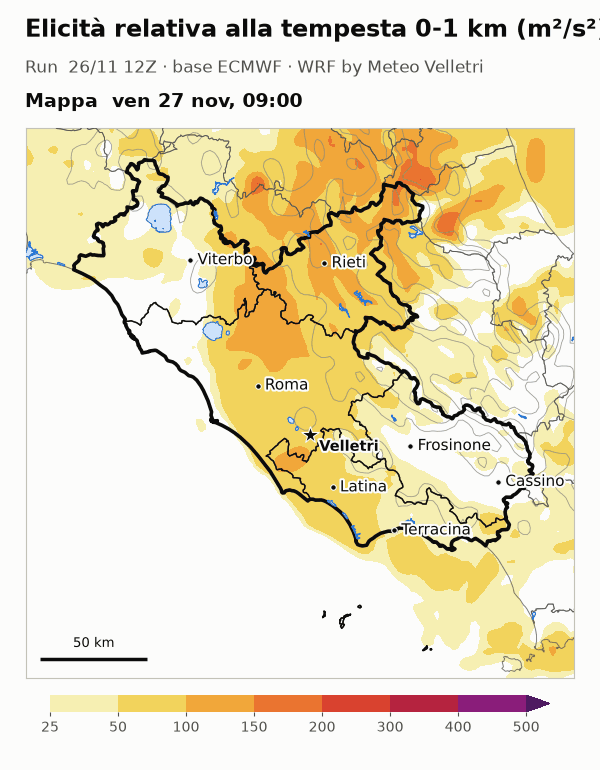 Elicità relativa alla tempesta 0-1 km (m²/s²)
Run 26/11 12Z · base ECMWF · WRF by Meteo Velletri
Mappa ven 27 nov, 09:00
Viterbo
Rieti
Roma
Velletri
Frosinone
Cassino
Latina
Terracina
50 km
25 50 100 150 200 300 400 500